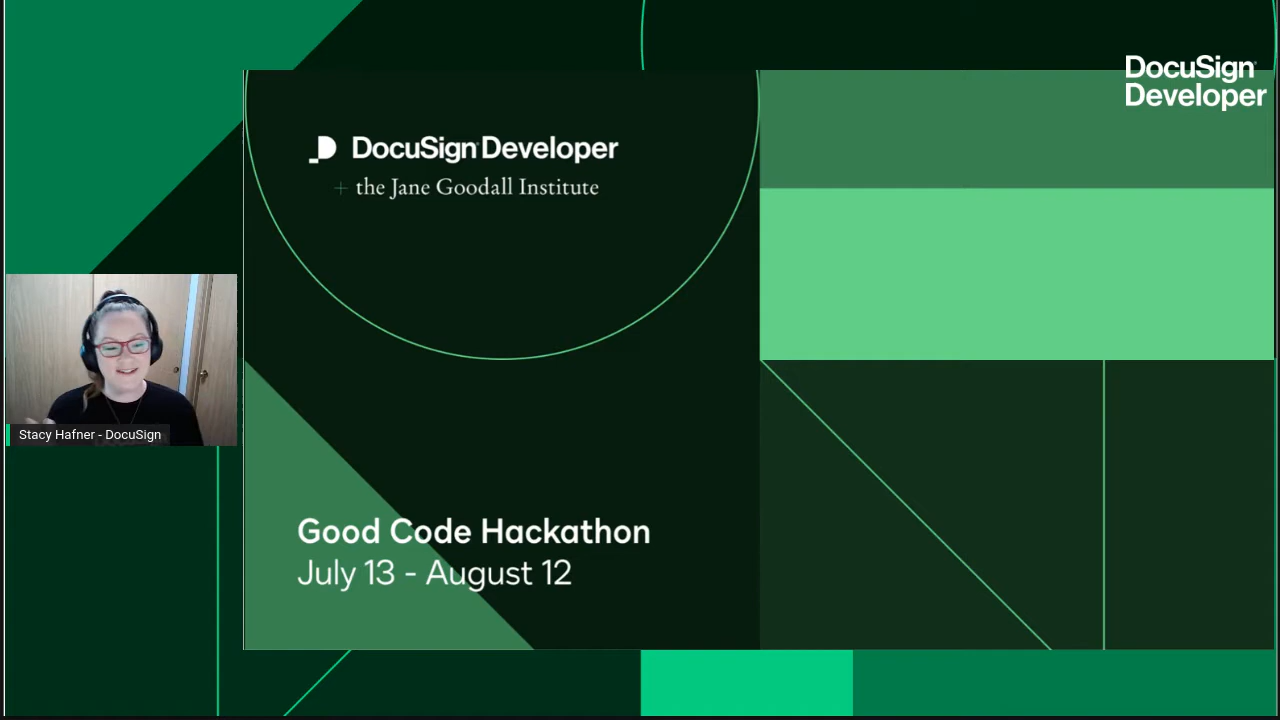 DocuSign
Developer
DocuSign Developer
+ the Jane Goodall Institute
Stacy Hafner - DocuSign
Good Code Hackathon
July 13 - August 12